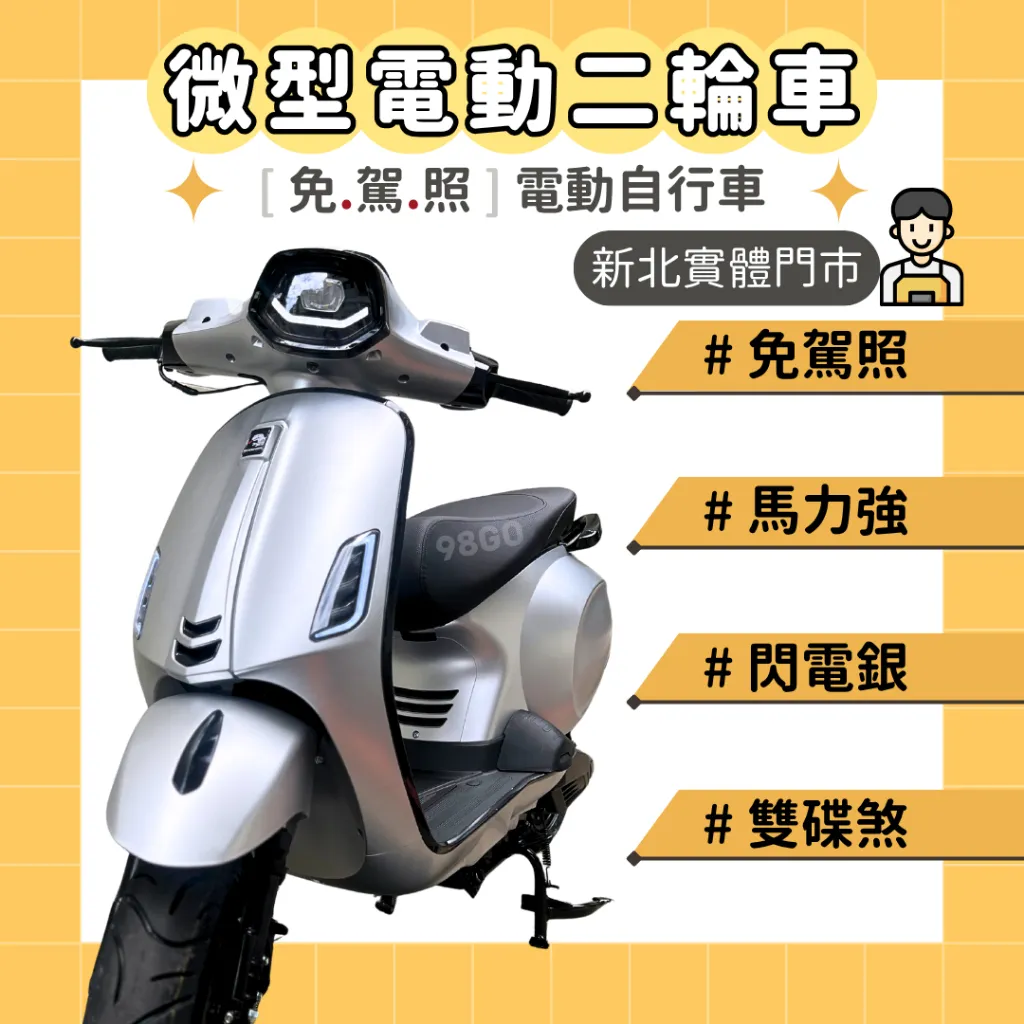 微型電動二輪車
[ 免.駕.照 ] 電動自行車
新北實體門市
# 免駕照
# 馬力強
98GO
# 閃電銀
# 雙碟煞